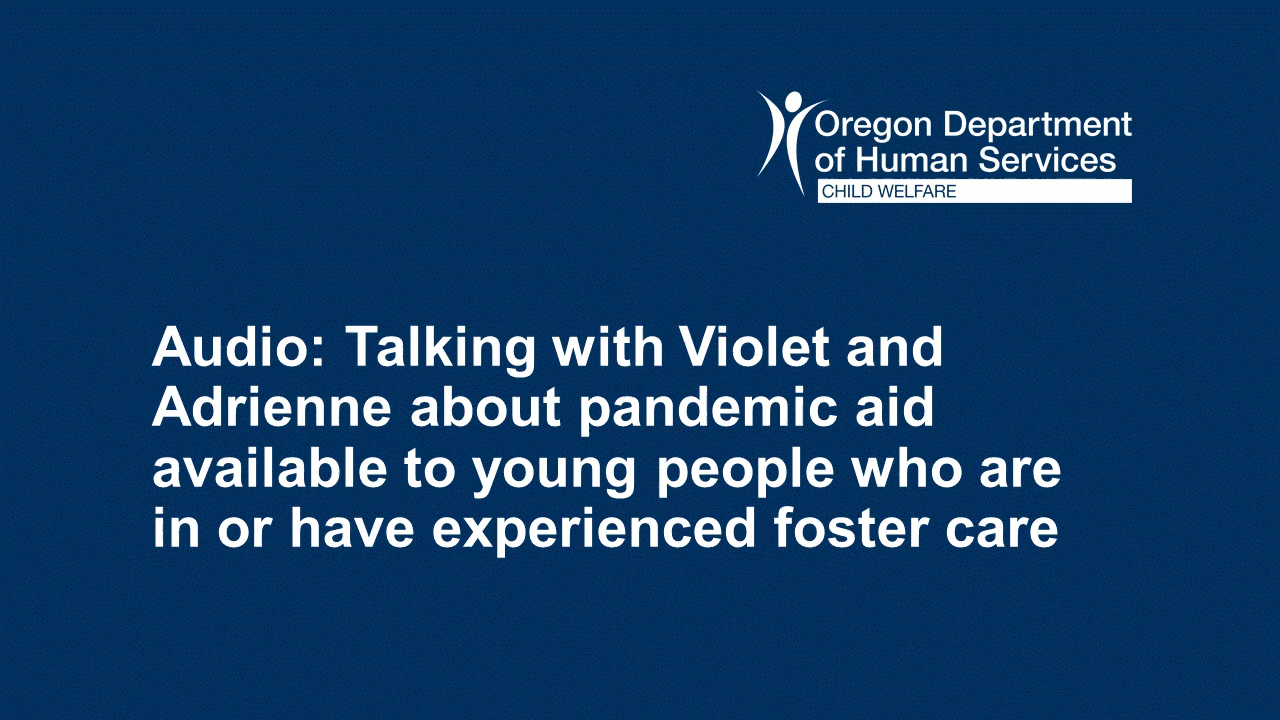 Oregon Department
of Human Services
CHILD WELFARE
Audio: Talking with Violet and
Adrienne about pandemic aid
available to young people who are
in or have experienced foster care